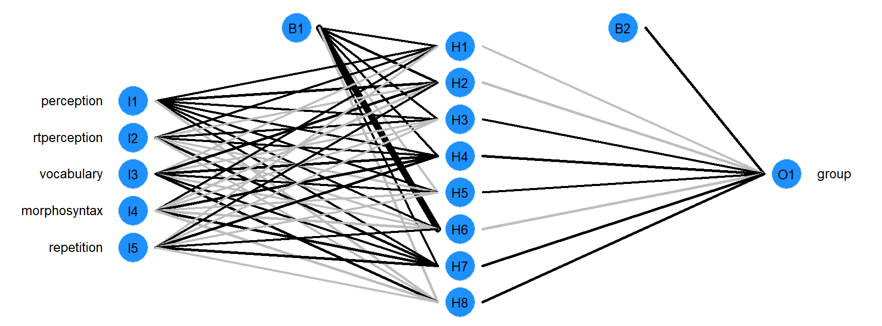 B1
B2
H1
H2
perception I1
H3
rtperception I2
H4
vocabulary I3
O1 group
H5
morphosyntax I4
H6
repetition I5
H7
H8